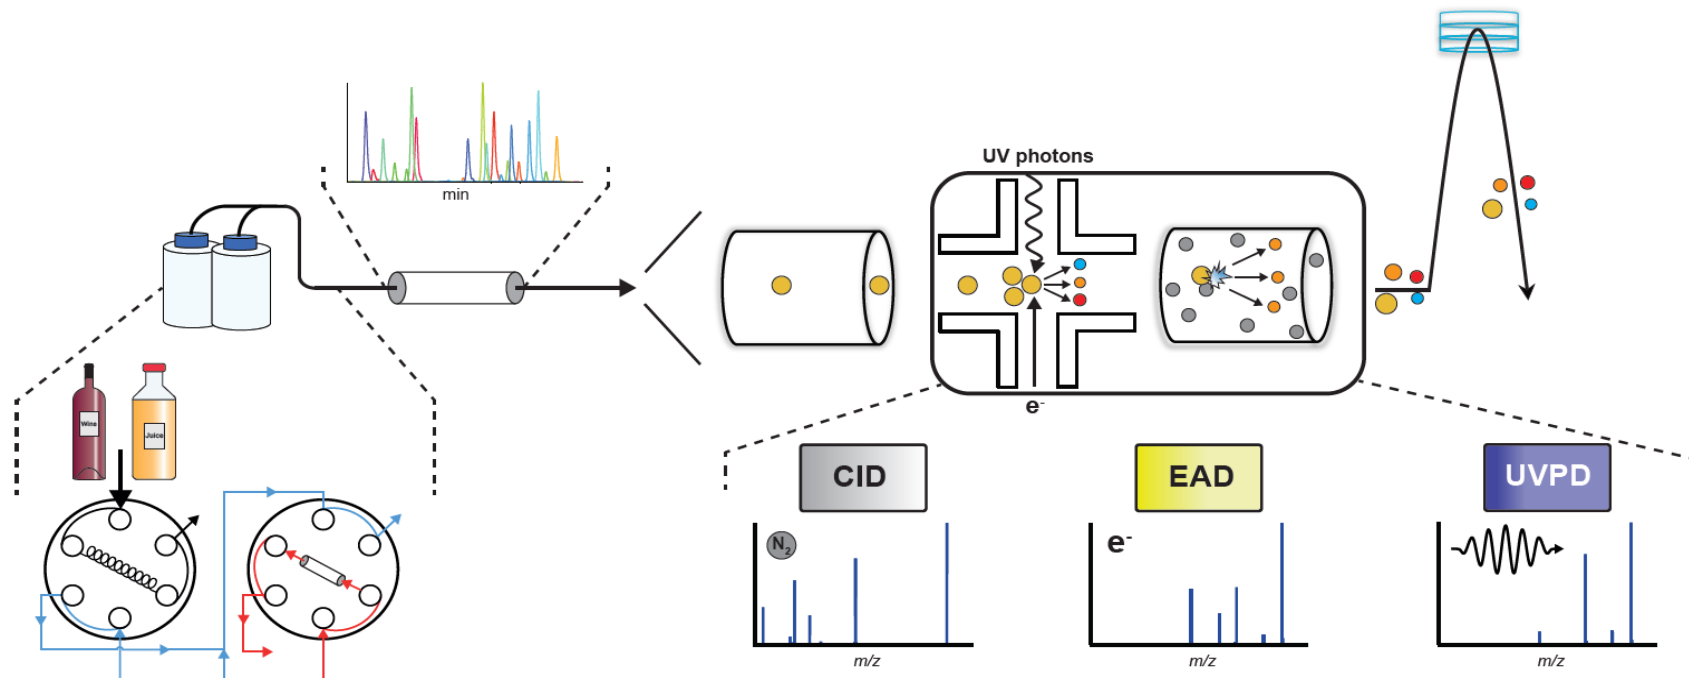 min
UV photons
e-
Wine
Juice
CID
EAD
UVPD
N2
e-
m/z
m/z
m/z